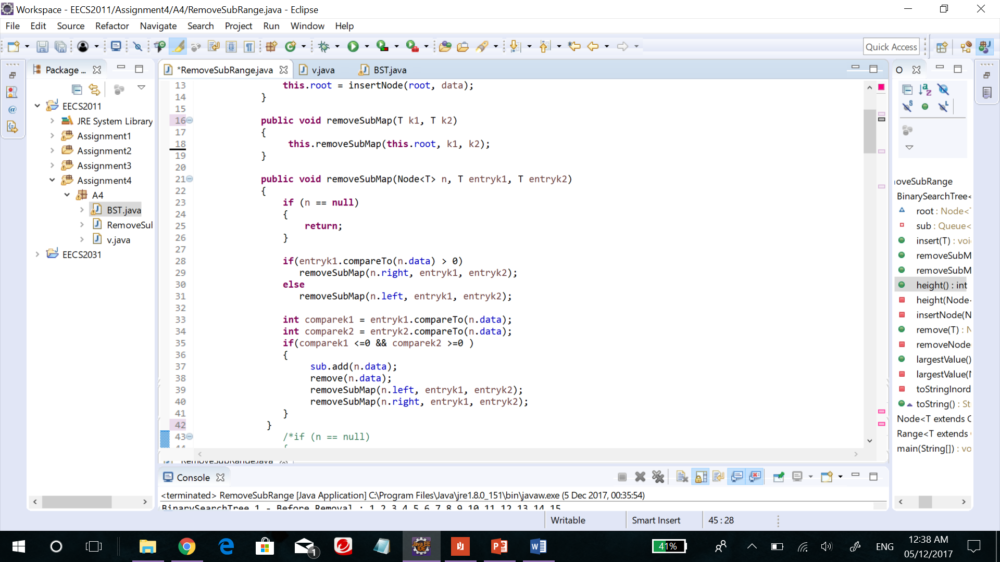 Workspace - EECS2011/Assignment4/A4/RemoveSubRange.java - Eclipse
File Edit Source Refactor Navigate Search Project Run Window Help
Quick Access
Package ...
*RemoveSubRange.java
v.java
BST.java
O
EECS2011
JRE System Library
Assignment1
Assignment2
Assignment3
Assignment4
A4
BST.java
RemoveSul
v.java
EECS2031
13 this.root = insertNode(root, data);
14 }
15
16 public void removeSubMap(T k1, T k2)
17 {
18 this.removeSubMap(this.root, k1, k2);
19 }
20
21 public void removeSubMap(Node<T> n, T entryk1, T entryk2)
22 {
23 if (n == null)
24 {
25 return;
26 }
27
28 if(entryk1.compareTo(n.data) > 0)
29 removeSubMap(n.right, entryk1, entryk2);
30 else
31 removeSubMap(n.left, entryk1, entryk2);
32
33 int comparek1 = entryk1.compareTo(n.data);
34 int comparek2 = entryk2.compareTo(n.data);
35 if(comparek1 <=0 && comparek2 >=0 )
36 {
37 sub.add(n.data);
38 remove(n.data);
39 removeSubMap(n.left, entryk1, entryk2);
40 removeSubMap(n.right, entryk1, entryk2);
41 }
42 }
43 /*if (n == null)
44 {
oveSubRange
BinarySearchTree<
root : Node<
sub : Queue<
insert(T) : voi
removeSubM
removeSubM
height() : int
height(Node
insertNode(N
remove(T) : N
removeNode
largestValue()
largestValue(N
toStringInord
toString() : St
Node<T extends C
Range<T extends
main(String[]) : vo
RemoveSubRange.java
Console
<terminated> RemoveSubRange [Java Application] C:\Program Files\Java\jre1.8.0_151\bin\javaw.exe (5 Dec 2017, 00:35:54)
BinarySearchTree 1 - Before Removal : 1 2 3 4 5 6 7 8 9 10 11 12 13 14 15
Writable
Smart Insert
45 : 28
Java EE
IDE
1
41%
ENG
12:38 AM
05/12/2017